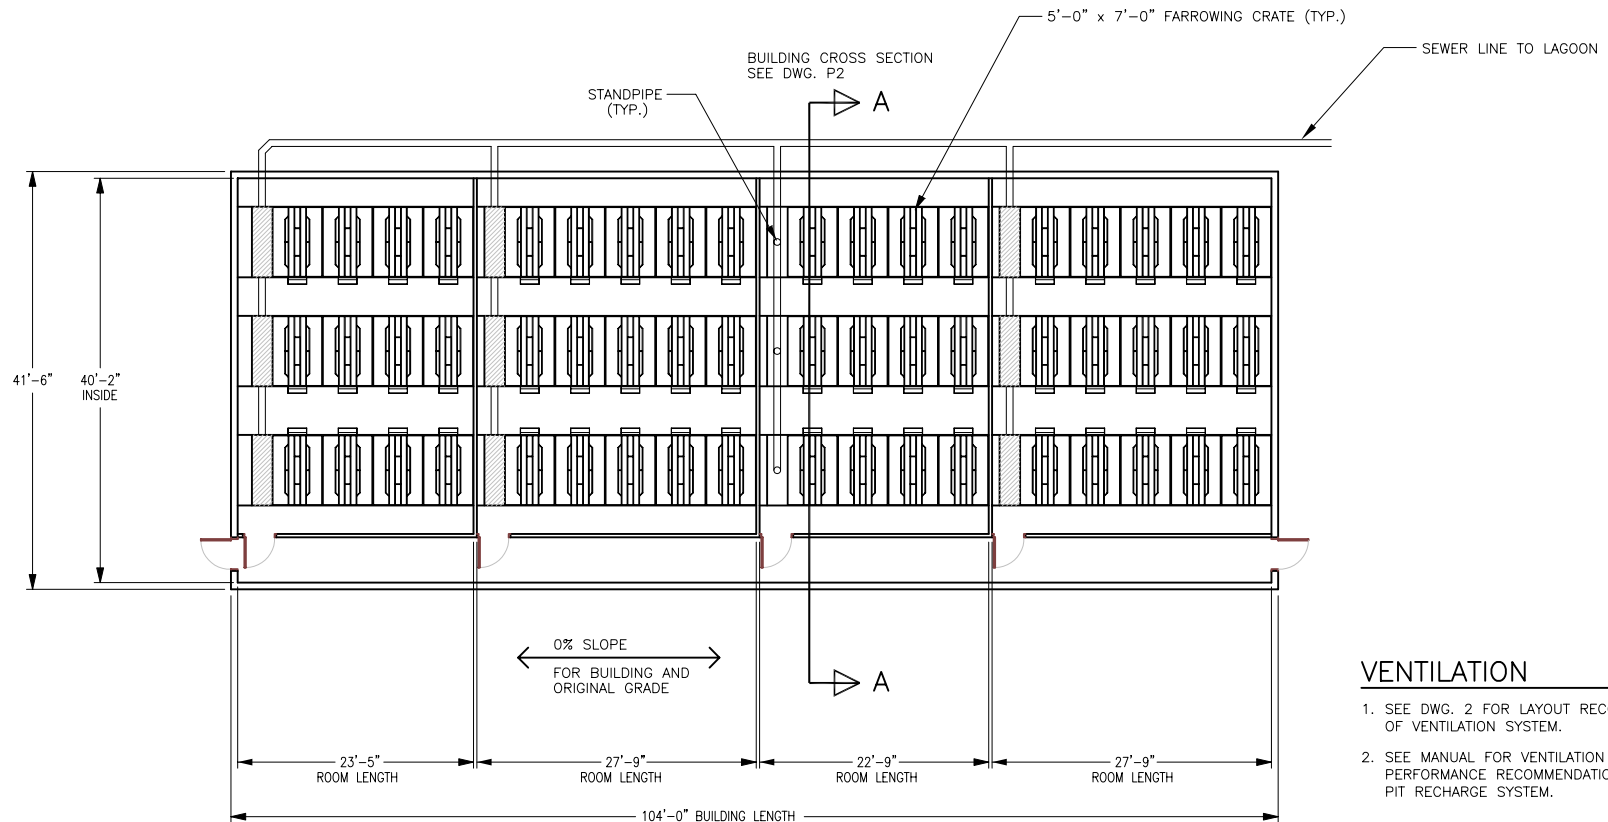 5'-0" x 7'-0" FARROWING CRATE (TYP.)
SEWER LINE TO LAGOON
BUILDING CROSS SECTION
SEE DWG. P2
STANDPIPE
(TYP.)
A
41'-6"
40'-2"
INSIDE
0% SLOPE
FOR BUILDING AND
ORIGINAL GRADE
A
VENTILATION
1. SEE DWG. 2 FOR LAYOUT
OF VENTILATION SYSTEM.
2. SEE MANUAL FOR VENTILATION
PERFORMANCE
PIT RECHARGE SYSTEM.
23'-5"
ROOM LENGTH
27'-9"
ROOM LENGTH
22'-9"
ROOM LENGTH
27'-9"
ROOM LENGTH
104'-0" BUILDING LENGTH